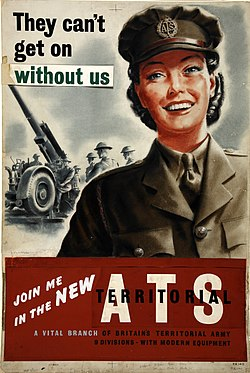 They can't
get on
without us
ATS
JOIN ME
IN THE NEW
TERRITORIAL
ATS
A VITAL BRANCH OF BRITAINS TERRITORIAL ARMY
DIVISIONS - WITH MODERN EQUIPMENT